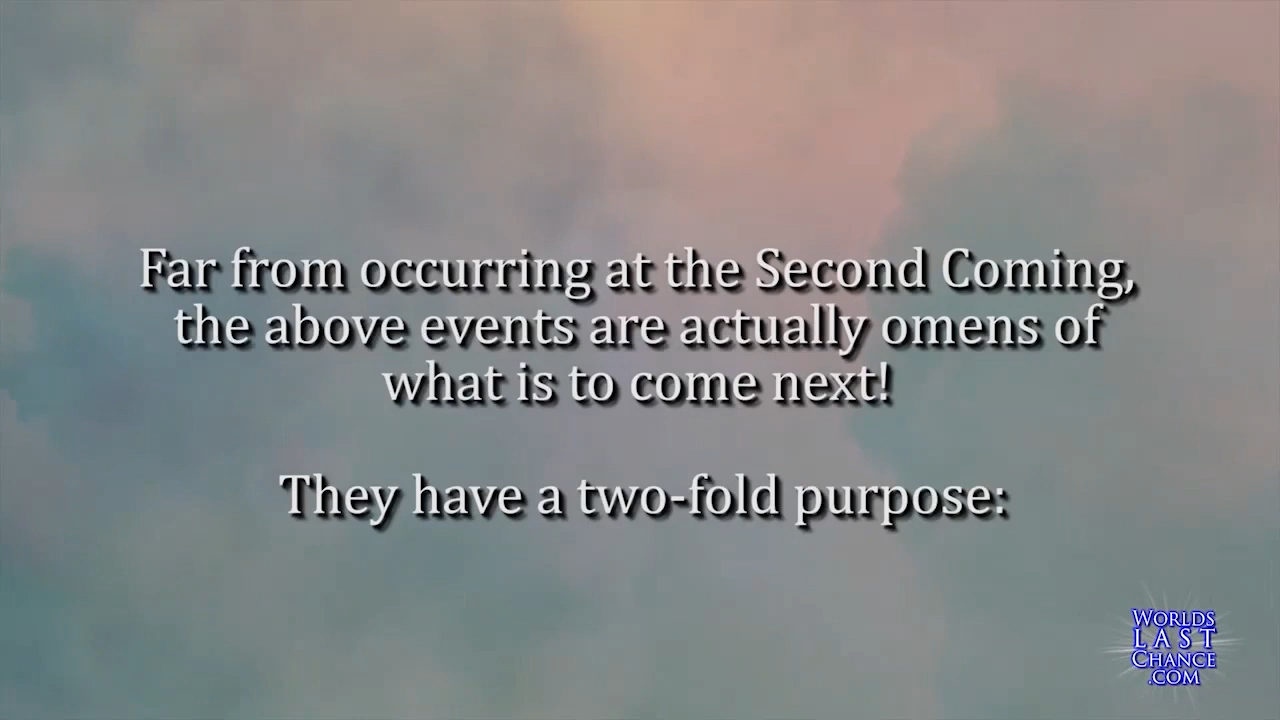 Far from occurring at the Second Coming,
the above events are actually omens of
what is to come next!
They have a two-fold purpose:
WORLDS
LAST
CHANCE
.COM